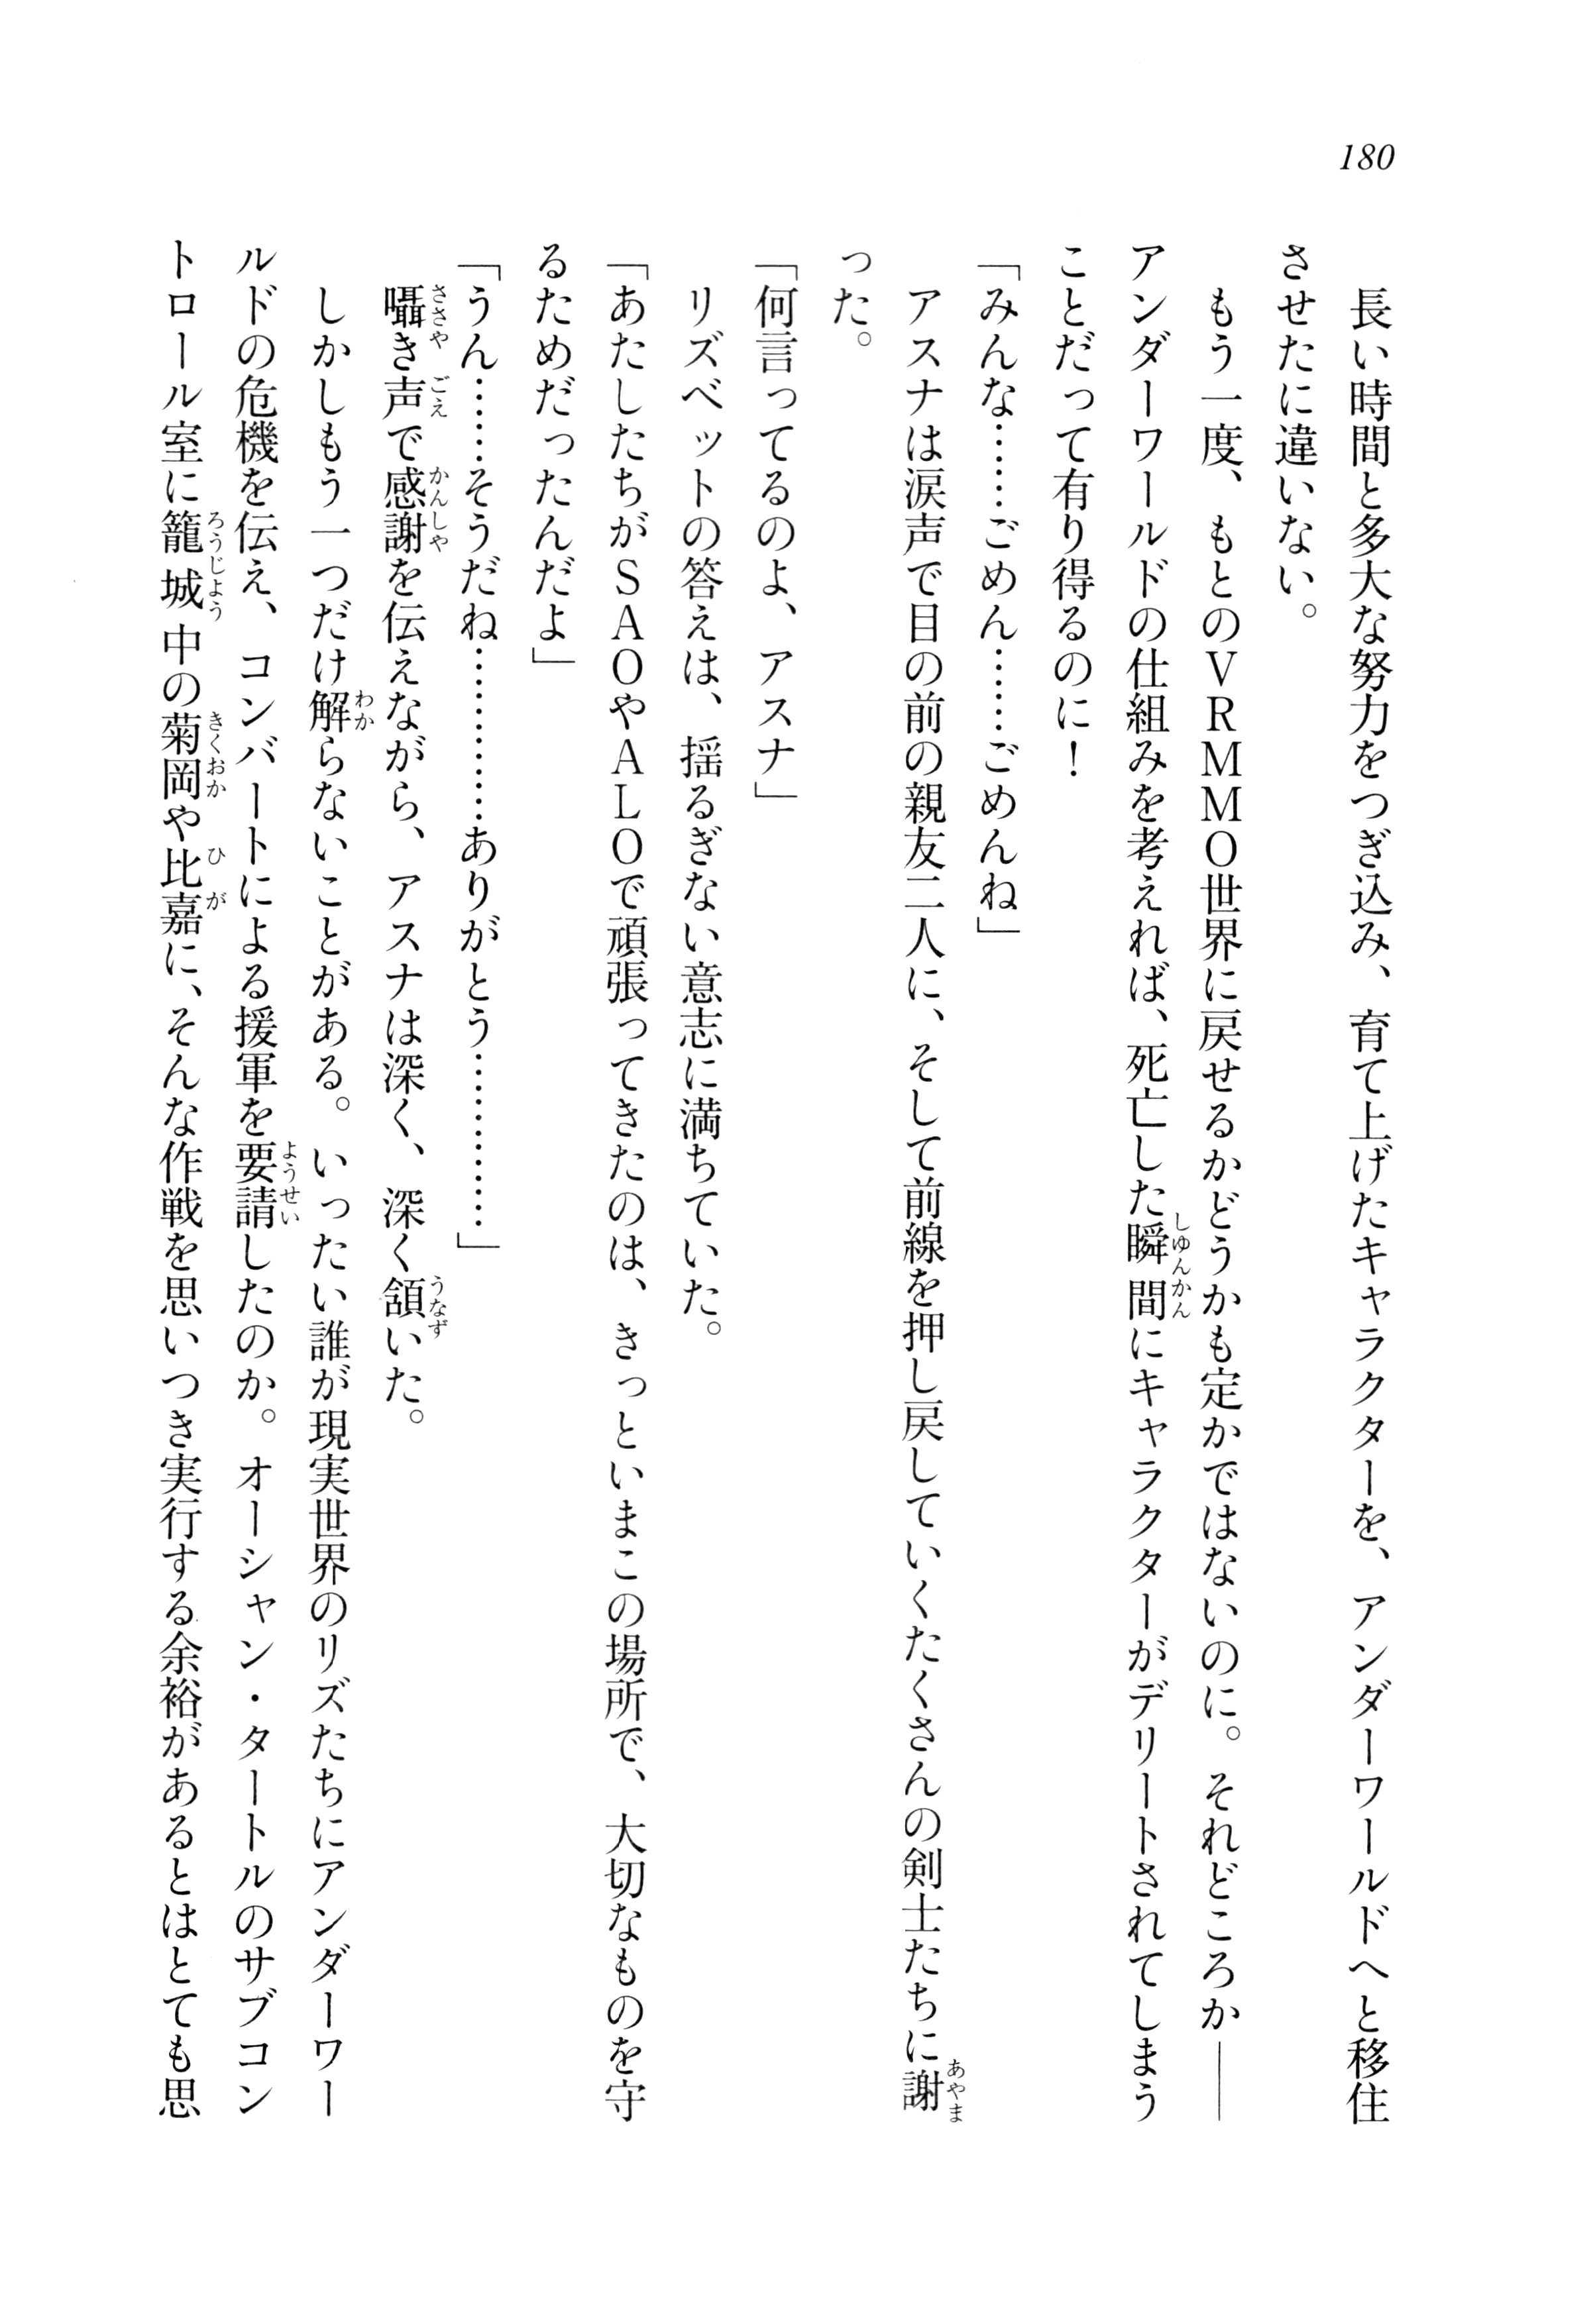 180
長い時間と多大な努力をつぎ込み、育て上げたキャラクターを、アンダーワールドへと移住
させたに違いない。
もう一度、もとのＶＲＭＭＯ世界に戻せるかどうかも定かではないのに。それどころか――
アンダーワールドの仕組みを考えれば、死亡した瞬間にキャラクターがデリートされてしまう
ことだって有り得るのに！
「みんな……ごめん……ごめんね」
アスナは涙声で目の前の親友二人に、そして前線を押し戻していくたくさんの剣士たちに謝
った。
「何言ってるのよ、アスナ」
リズベットの答えは、揺るぎない意志に満ちていた。
「あたしたちがＳＡＯやＡＬＯで頑張ってきたのは、きっといまこの場所で、大切なものを守
るためだったんだよ」
「うん……そうだね…………ありがとう…………」
囁き声で感謝を伝えながら、アスナは深く、深く頷いた。
しかしもう一つだけ解らないことがある。いったい誰が現実世界のリズたちにアンダーワー
ルドの危機を伝え、コンバートによる援軍を要請したのか。オーシャン・タートルのサブコン
トロール室に籠城中の菊岡や比嘉に、そんな作戦を思いつき実行する余裕があるとはとても思